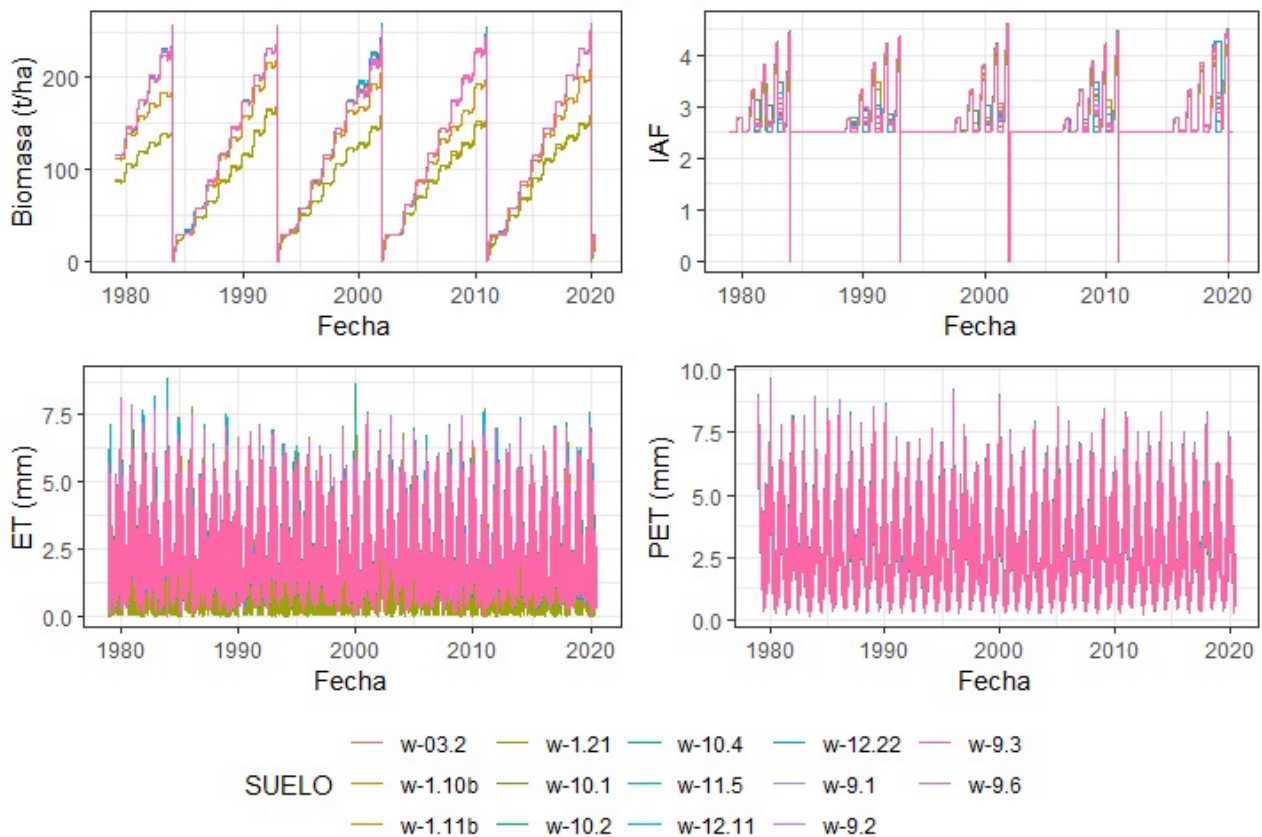 Biomasa (t/ha)
200
100
0
1980 1990 2000 2010 2020
Fecha
IAF
4
3
2
1
0
1980 1990 2000 2010 2020
Fecha
ET (mm)
7.5
5.0
2.5
0.0
1980 1990 2000 2010 2020
Fecha
PET (mm)
10.0
7.5
5.0
2.5
0.0
1980 1990 2000 2010 2020
Fecha
SUELO
w-03.2 w-1.21 w-10.4 w-12.22 w-9.3
w-1.10b w-10.1 w-11.5 w-9.1 w-9.6
w-1.11b w-10.2 w-12.11 w-9.2